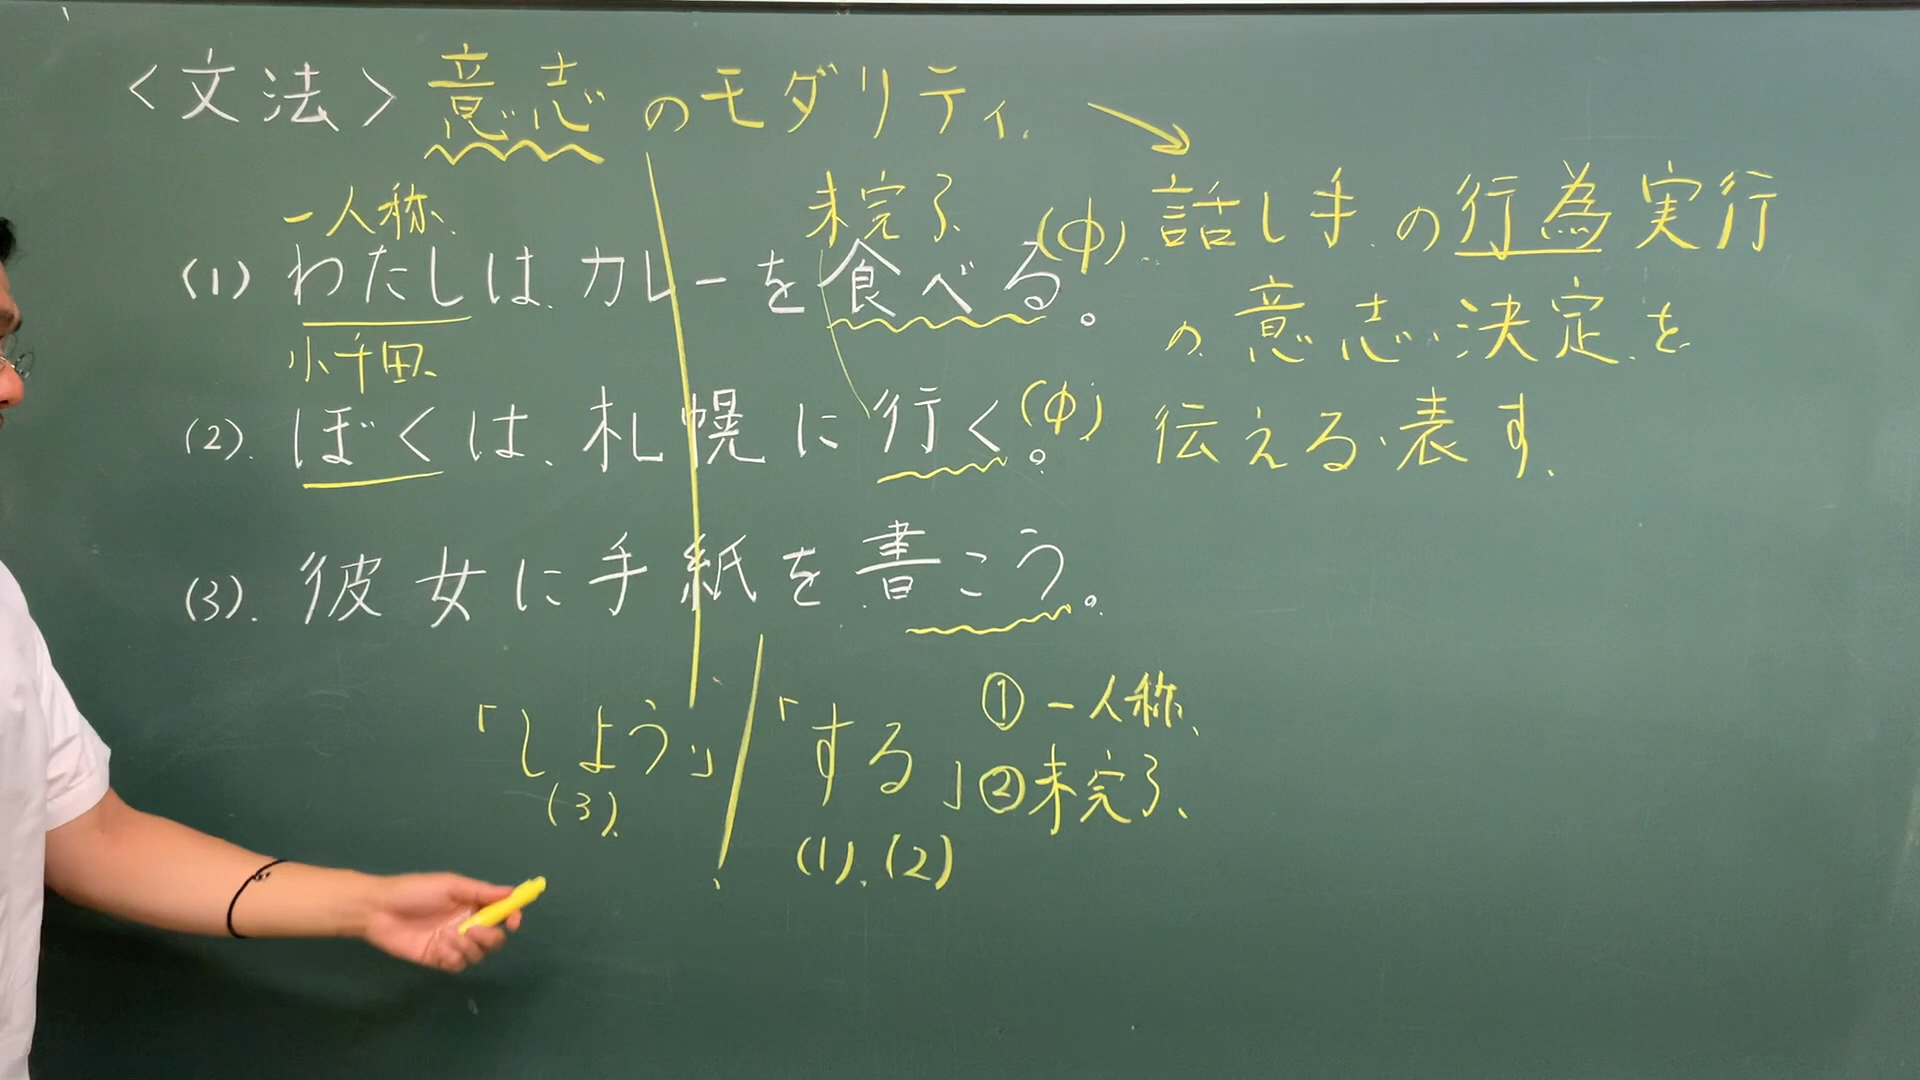 <文法>意志のモダリティ
一人称
未完了
(1) わたしは カレーを食べる(φ)。
小千田
(2). ぼくは 札幌に行く(φ)。
(3). 彼女に手紙を書こう。
話し手の行為実行
の意志決定を
伝える・表す.
「しよう」/「する」
①一人称
②未完了
(3).
(1).(2)